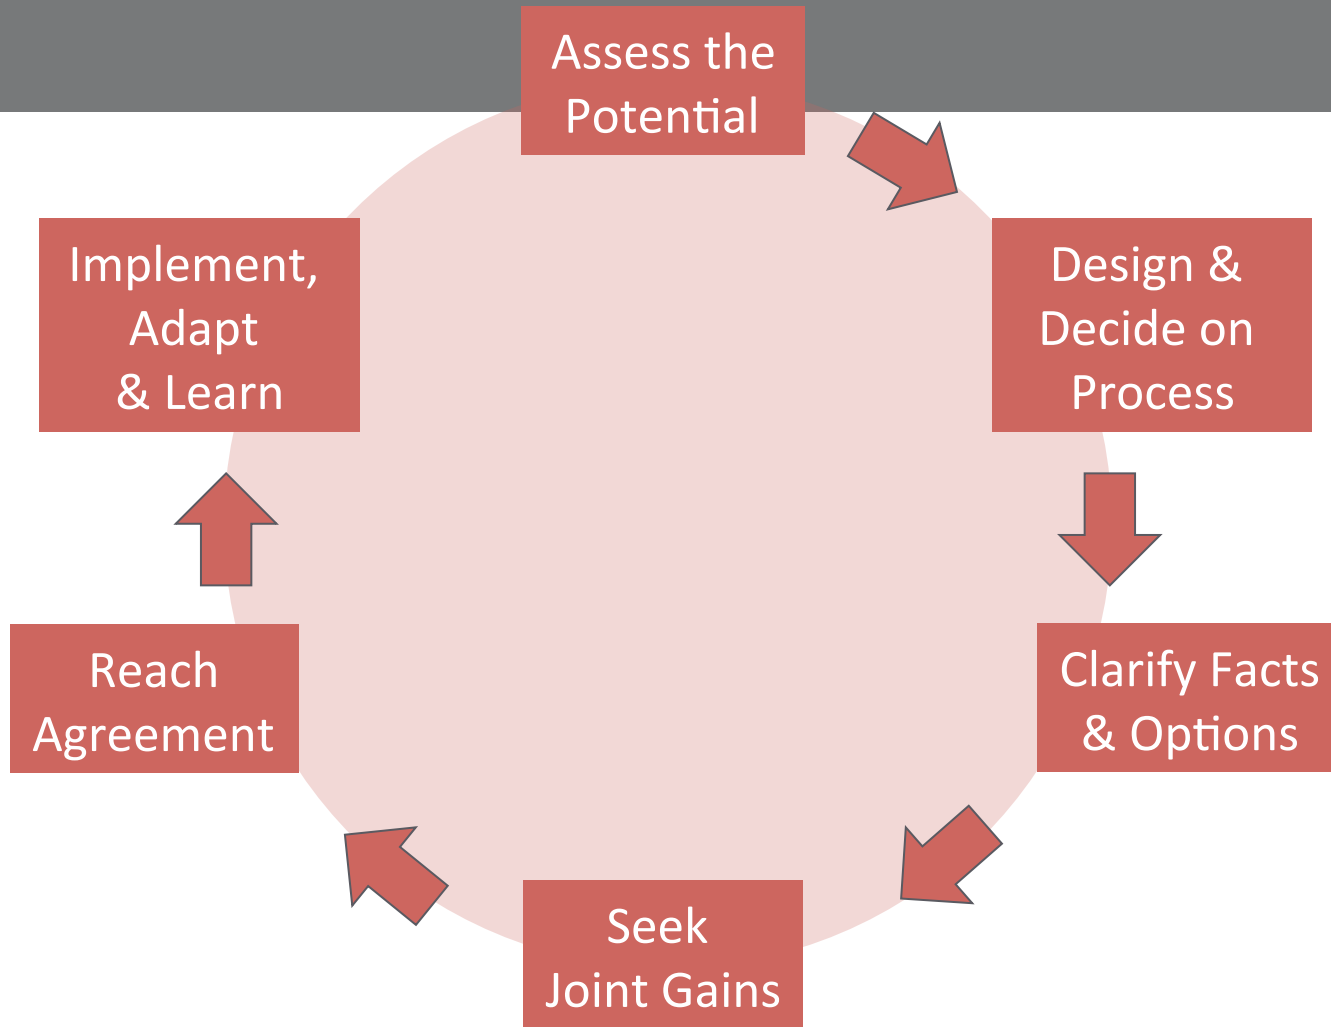 Assess the
Potential
Design &
Decide on
Process
Clarify Facts
& Options
Seek
Joint Gains
Reach
Agreement
Implement,
Adapt
& Learn